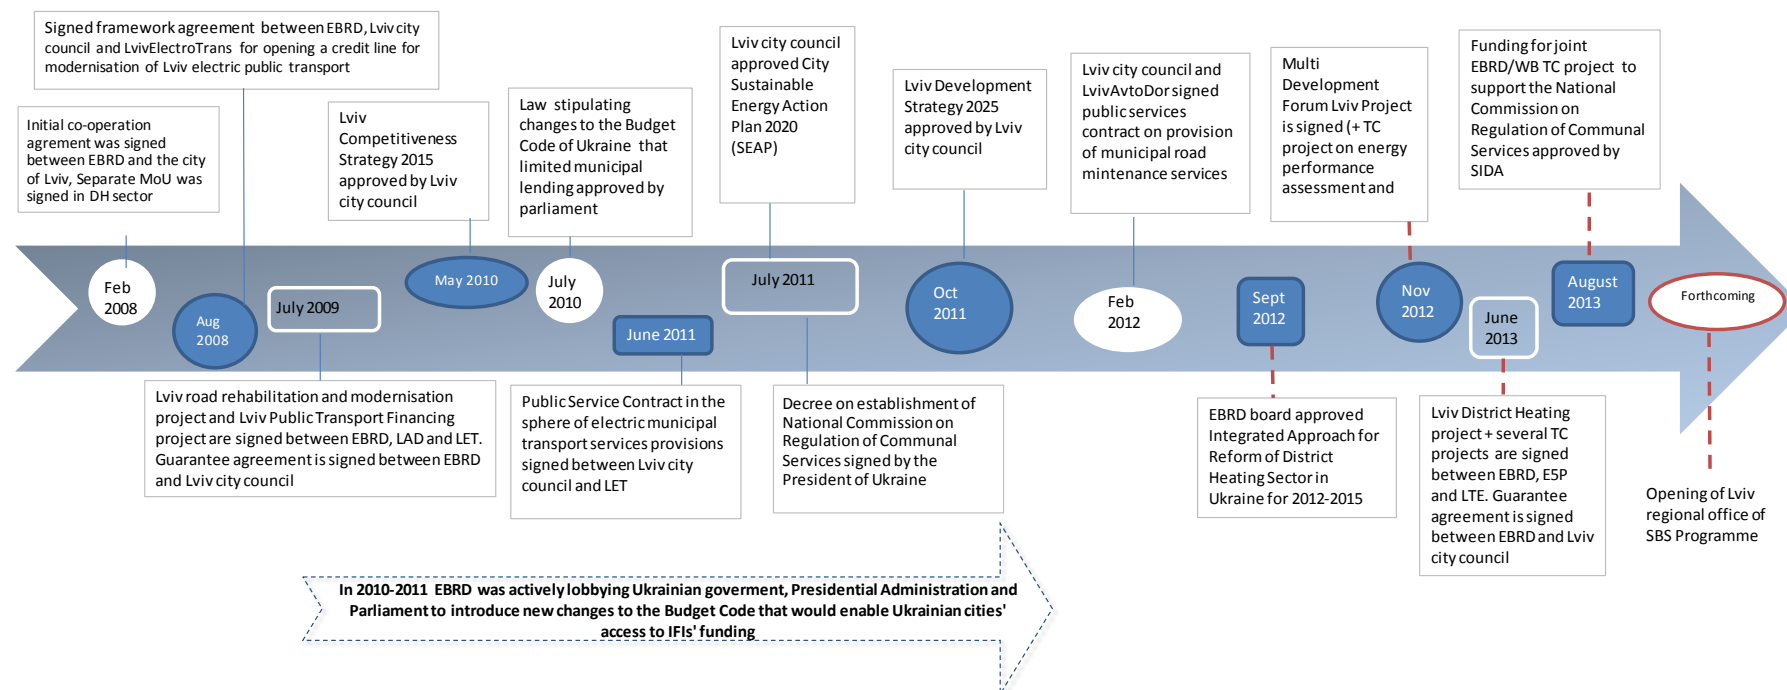 Signed framework agreement between EBRD, Lviv city
council and LvivElectroTrans for opening a credit line for
modernisation of Lviv electric public transport
Initial co-operation
agrement was signed
between EBRD and the city
of Lviv, Separate MoU was
signed in DH sector
Lviv
Competitiveness
Strategy 2015
approved by Lviv
city council
Law stipulating
changes to the Budget
Code of Ukraine that
limited municipal
lending approved by
parliament
Lviv city council
approved City
Sustainable
Energy Action
Plan 2020
(SEAP)
Lviv Development
Strategy 2025
approved by Lviv
city council
Lviv city council and
LvivAvtoDor signed
public services
contract on provision
of municipal road
mintenance services
Multi
Development
Forum Lviv Project
is signed (+ TC
project on energy
performance
assessment and
Funding for joint
EBRD/WB TC project to
support the National
Commission on
Regulation of Communal
Services approved by
SIDA
Feb
2008
Aug
2008
July 2009
May 2010
July
2010
June 2011
July 2011
Oct
2011
Feb
2012
Sept
2012
Nov
2012
June
2013
August
2013
Forthcoming
Lviv road rehabilitation and modernisation
project and Lviv Public Transport Financing
project are signed between EBRD, LAD and LET.
Guarantee agreement is signed between EBRD
and Lviv city council
Public Service Contract in the
sphere of electric municipal
transport services provisions
signed between Lviv city
council and LET
Decree on establishment of
National Commission on
Regulation of Communal
Services signed by the
President of Ukraine
EBRD board approved
Integrated Approach for
Reform of District
Heating Sector in
Ukraine for 2012-2015
Lviv District Heating
project + several TC
projects are signed
between EBRD, E5P
and LTE. Guarantee
agreement is signed
between EBRD and Lviv
city council
Opening of Lviv
regional office of
SBS Programme
In 2010-2011 EBRD was actively lobbying Ukrainian goverment, Presidential Administration and
Parliament to introduce new changes to the Budget Code that would enable Ukrainian cities'
access to IFIs' funding